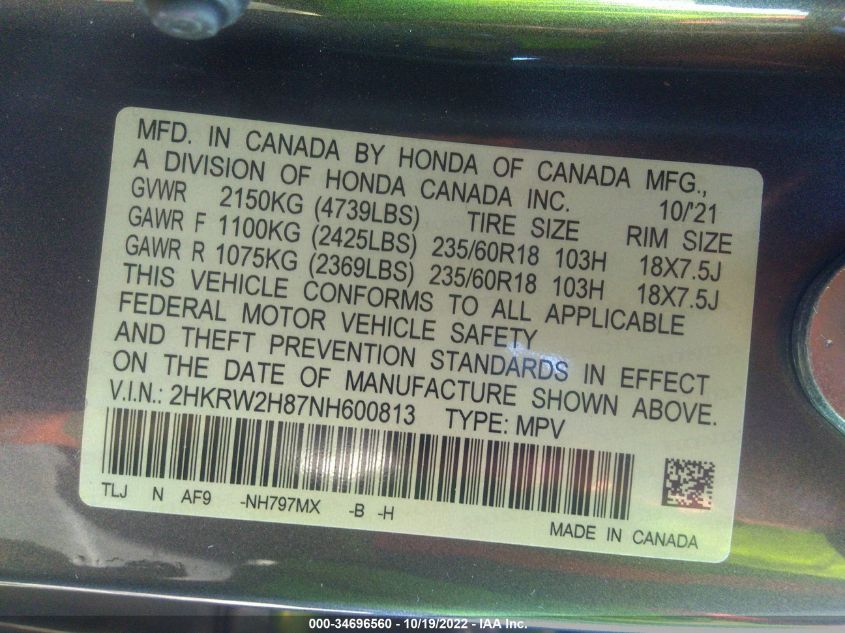 MFD. IN CANADA BY HONDA OF CANADA MFG.,
A DIVISION OF HONDA CANADA INC. 10/'21
GVWR 2150KG (4739LBS) TIRE SIZE RIM SIZE
GAWR F 1100KG (2425LBS) 235/60R18 103H 18X7.5J
GAWR R 1075KG (2369LBS) 235/60R18 103H 18X7.5J
THIS VEHICLE CONFORMS TO ALL APPLICABLE
FEDERAL MOTOR VEHICLE SAFETY
AND THEFT PREVENTION STANDARDS IN EFFECT
ON THE DATE OF MANUFACTURE SHOWN ABOVE.
V.I.N.: 2HKRW2H87NH600813 TYPE: MPV
TLJ N AF9 -NH797MX -B -H
MADE IN CANADA
000-34696560 - 10/19/2022 - IAA Inc.